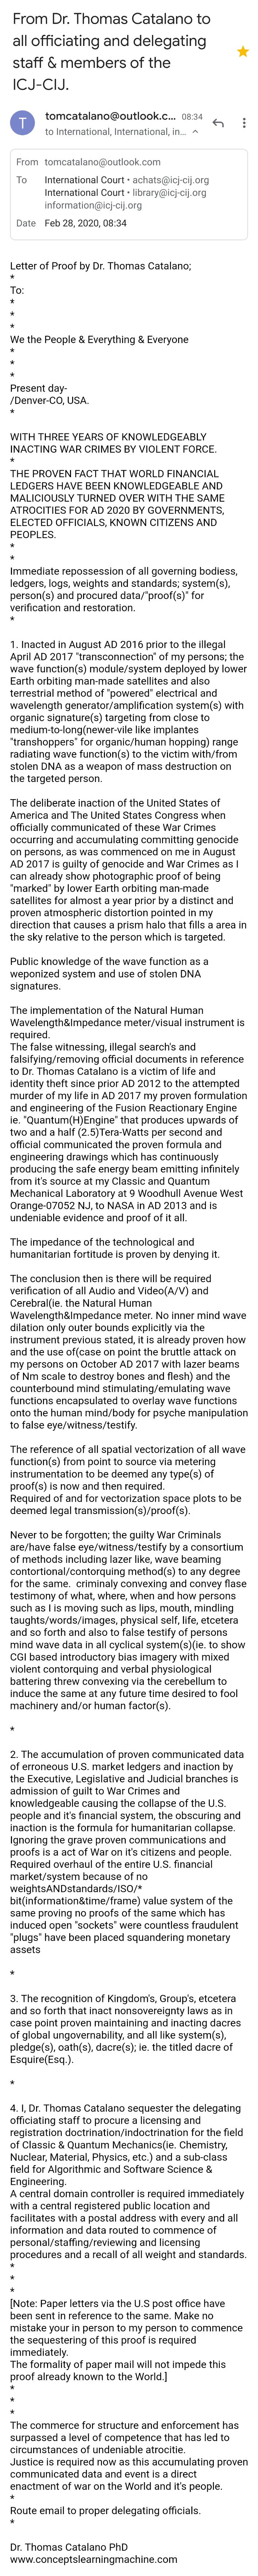 From Dr. Thomas Catalano to
all officiating and delegating
staff & members of the
ICJ-CIJ.
T
tomcatalano@outlook.c... 08:34
to International, International, in...
From tomcatalano@outlook.com
To International Court • achats@icj-cij.org
International Court • library@icj-cij.org
information@icj-cij.org
Date Feb 28, 2020, 08:34
Letter of Proof by Dr. Thomas Catalano;
*
To:
*
*
*
We the People & Everything & Everyone
*
*
*
Present day-
/Denver-CO, USA.
*
WITH THREE YEARS OF KNOWLEDGEABLY
INACTING WAR CRIMES BY VIOLENT FORCE.
*
THE PROVEN FACT THAT WORLD FINANCIAL
LEDGERS HAVE BEEN KNOWLEDGEABLE AND
MALICIOUSLY TURNED OVER WITH THE SAME
ATROCITIES FOR AD 2020 BY GOVERNMENTS,
ELECTED OFFICIALS, KNOWN CITIZENS AND
PEOPLES.
*
*
Immediate repossession of all governing bodiess,
ledgers, logs, weights and standards; system(s),
person(s) and procured data/"proof(s)" for
verification and restoration.
*
1. Inacted in August AD 2016 prior to the illegal
April AD 2017 "transconnection" of my persons; the
wave function(s) module/system deployed by lower
Earth orbiting man-made satellites and also
terrestrial method of "powered" electrical and
wavelength generator/amplification system(s) with
organic signature(s) targeting from close to
medium-to-long(newer-vile like implants
"transhoppers" for organic/human hopping) range
radiating wave function(s) to the victim with/from
stolen DNA as a weapon of mass destruction on
the targeted person.
The deliberate inaction of the United States of
America and The United States Congress when
officially communicated of these War Crimes
occurring and accumulating committing genocide
on persons, as was commenced on me in August
AD 2017 is guilty of genocide and War Crimes as I
can already show photographic proof of being
"marked" by lower Earth orbiting man-made
satellites for almost a year prior by a distinct and
proven atmospheric distortion pointed in my
direction that causes a prism halo that fills a area in
the sky relative to the person which is targeted.
Public knowledge of the wave function as a
weponized system and use of stolen DNA
signatures.
The implementation of the Natural Human
Wavelength&Impedance meter/visual instrument is
required.
The false witnessing, illegal search's and
falsifying/removing official documents in reference
to Dr. Thomas Catalano is a victim of life and
identity theft since prior AD 2012 to the attempted
murder of my life in AD 2017 my proven formulation
and engineering of the Fusion Reactionary Engine
ie. "Quantum(H)Engine" that produces upwards of
two and a half (2.5)Tera-Watts per second and
official communicated the proven formula and
engineering drawings which has continuously
producing the safe energy beam emitting infinitely
from it's source at my Classic and Quantum
Mechanical Laboratory at 9 Woodhull Avenue West
Orange-07052 NJ, to NASA in AD 2013 and is
undeniable evidence and proof of it all.
The impedance of the technological and
humanitarian fortitude is proven by denying it.
The conclusion then is there will be required
verification of all Audio and Video(A/V) and
Cerebral(ie. the Natural Human
Wavelength&Impedance meter. No inner mind wave
dilation only outer bounds explicitly via the
instrument previous stated, it is already proven how
and the use of(case on point the bruttle attack on
my persons on October AD 2017 with lazer beams
of Nm scale to destroy bones and flesh) and the
counterbound mind stimulating/emulating wave
functions encapsulated to overlay wave functions
onto the human mind/body for psyche manipulation
to false eye/witness/testify.
The reference of all spatial vectorization of all wave
function(s) from point to source via metering
instrumentation to be deemed any type(s) of
proof(s) is now and then required.
Required of and for vectorization space plots to be
deemed legal transmission(s)/proof(s).
Never to be forgotten; the guilty War Criminals
are/have false eye/witness/testify by a consortium
of methods including lazer like, wave beaming
contortional/contorquing method(s) to any degree
for the same.  criminaly convexing and convey flase
testimony of what, where, when and how persons
such as I is moving such as lips, mouth, mindling
taughts/words/images, physical self, life, etcetera
and so forth and also to false testify of persons
mind wave data in all cyclical system(s)(ie. to show
CGI based introductory bias imagery with mixed
violent contorquing and verbal physiological
battering threw convexing via the cerebellum to
induce the same at any future time desired to fool
machinery and/or human factor(s).
*
2. The accumulation of proven communicated data
of erroneous U.S. market ledgers and inaction by
the Executive, Legislative and Judicial branches is
admission of guilt to War Crimes and
knowledgeable causing the collapse of the U.S.
people and it's financial system, the obscuring and
inaction is the formula for humanitarian collapse.
Ignoring the grave proven communications and
proofs is a act of War on it's citizens and people.
Required overhaul of the entire U.S. financial
market/system because of no
weightsANDstandards/ISO/*
bit(information&time/frame) value system of the
same proving no proofs of the same which has
induced open "sockets" were countless fraudulent
"plugs" have been placed squandering monetary
assets
*
3. The recognition of Kingdom's, Group's, etcetera
and so forth that inact nonsovereignty laws as in
case point proven maintaining and inacting dacres
of global ungovernability, and all like system(s),
pledge(s), oath(s), dacre(s); ie. the titled dacre of
Esquire(Esq.).
*
4. I, Dr. Thomas Catalano sequester the delegating
officiating staff to procure a licensing and
registration doctrination/indoctrination for the field
of Classic & Quantum Mechanics(ie. Chemistry,
Nuclear, Material, Physics, etc.) and a sub-class
field for Algorithmic and Software Science &
Engineering.
A central domain controller is required immediately
with a central registered public location and
facilitates with a postal address with every and all
information and data routed to commence of
personal/staffing/reviewing and licensing
procedures and a recall of all weight and standards.
*
*
*
[Note: Paper letters via the U.S post office have
been sent in reference to the same. Make no
mistake your in person to my person to commence
the sequestering of this proof is required
immediately.
The formality of paper mail will not impede this
proof already known to the World.]
*
*
*
The commerce for structure and enforcement has
surpassed a level of competence that has led to
circumstances of undeniable atrocitie.
Justice is required now as this accumulating proven
communicated data and event is a direct
enactment of war on the World and it's people.
*
Route email to proper delegating officials.
*
Dr. Thomas Catalano PhD
www.conceptslearningmachine.com